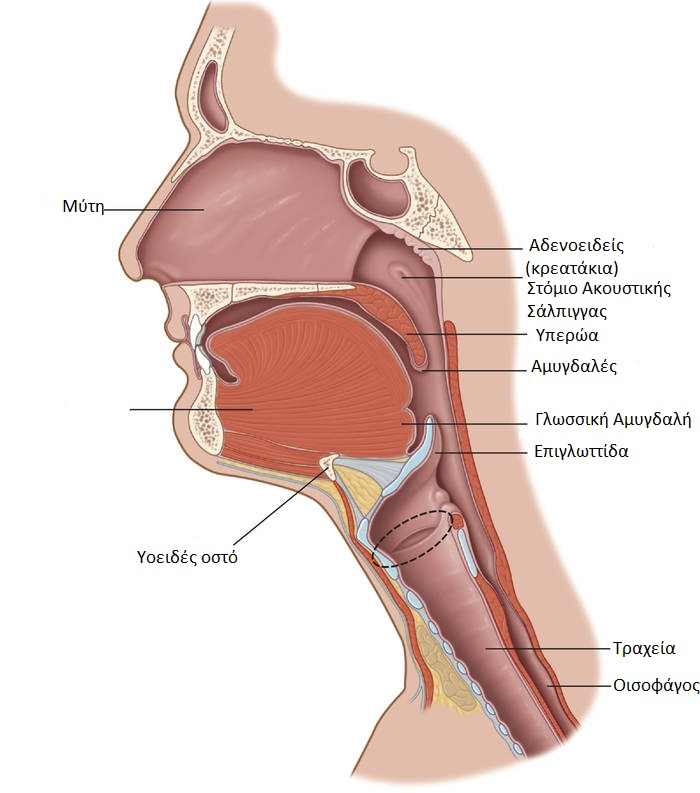 Μύτη
Αδενοειδείς
(κρεατάκια)
Στόμιο Ακουστικής
Σάλπιγγας
Υπερώα
Αμυγδαλές
Γλωσσική Αμυγδαλή
Επιγλωττίδα
Υοειδές οστό
Τραχεία
Οισοφάγος